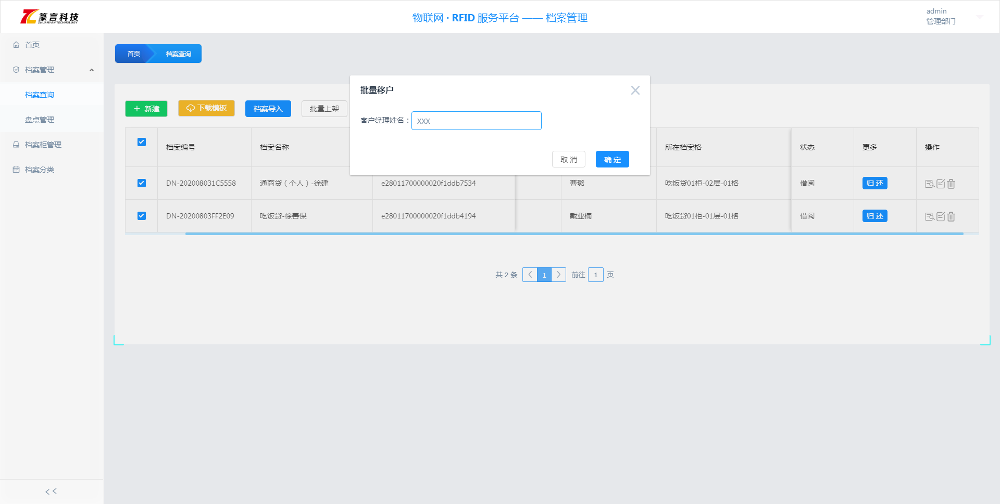 篆言科技
ZHUANYAN TECHNOLOGY
物联网 · RFID 服务平台 —— 档案管理
admin
管理部门
首页
档案管理
档案查询
盘点管理
档案柜管理
档案分类
<<
首页 档案查询
新建 下载模板 档案导入 批量上架
批量移户
客户经理姓名： XXX
取 消 确 定
档案编号 档案名称 所在档案格 状态 更多 操作
DN-202008031C5558 通商贷（个人）-徐建 e28011700000020f1ddb7534 曹璐 吃饭贷01柜-02层-01格 借阅 归 还
DN-20200803FF2E09 吃饭贷-徐善保 e28011700000020f1ddb4194 戴亚楠 吃饭贷01柜-01层-01格 借阅 归 还
共 2 条 < 1 > 前往 1 页